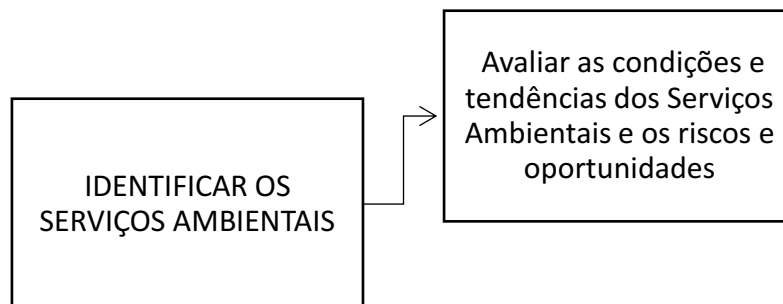 IDENTIFICAR OS
SERVIÇOS AMBIENTAIS
Avaliar as condições e
tendências dos Serviços
Ambientais e os riscos e
oportunidades